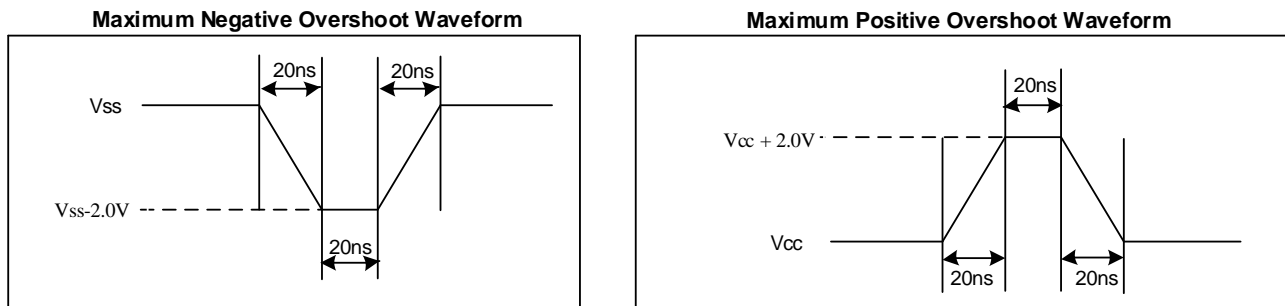 Maximum Negative Overshoot Waveform
20ns
20ns
Vss
Vss-2.0V
20ns
Maximum Positive Overshoot Waveform
20ns
Vcc + 2.0V
Vcc
20ns
20ns